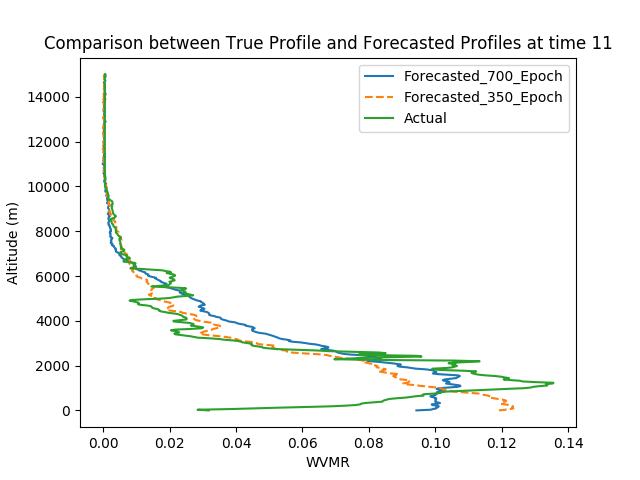 Comparison between True Profile and Forecasted Profiles at time 11
Forecasted_700_Epoch
Forecasted_350_Epoch
Actual
Altitude (m)
14000
12000
10000
8000
6000
4000
2000
0
0.00 0.02 0.04 0.06 0.08 0.10 0.12 0.14
WVMR